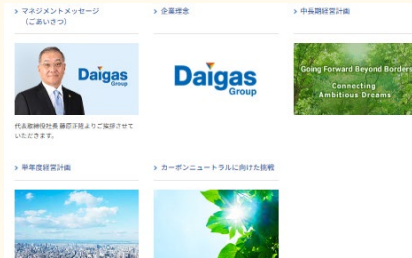 > マネジメントメッセージ
（ごあいさつ）
> 企業理念
> 中長期経営計画
Daigas
Group
Daigas
Group
Going Forward Beyond Borders
Connecting
Ambitious Dreams
代表取締役社長 藤原正隆よりご挨拶させて
いただきます。
> 単年度経営計画
> カーボンニュートラルに向けた挑戦